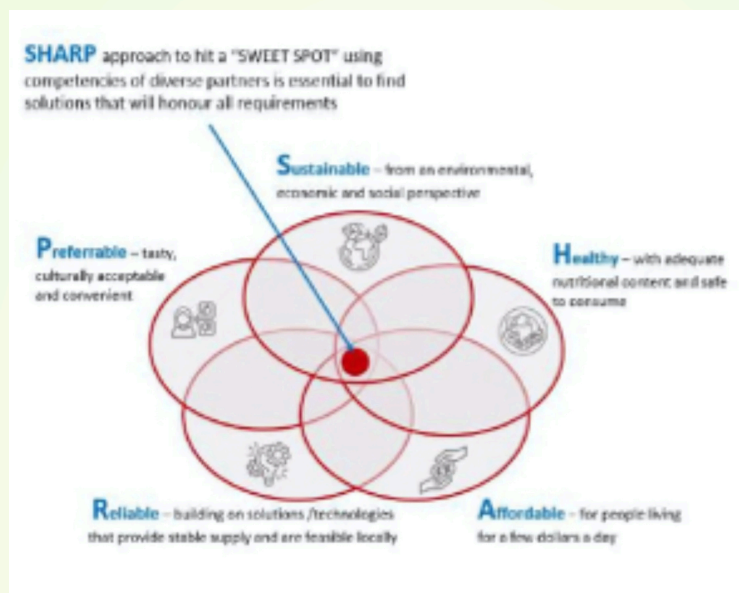 SHARP approach to hit a "SWEET SPOT" using
competencies of diverse partners is essential to find
solutions that will honour all requirements
Sustainable – from an environmental,
economic and social perspective
Preferrable – tasty,
culturally acceptable
and convenient
Healthy – with adequate
nutritional content and safe
to consume
Reliable – building on solutions/technologies
that provide stable supply and are feasible locally
Affordable – for people living
for a few dollars a day